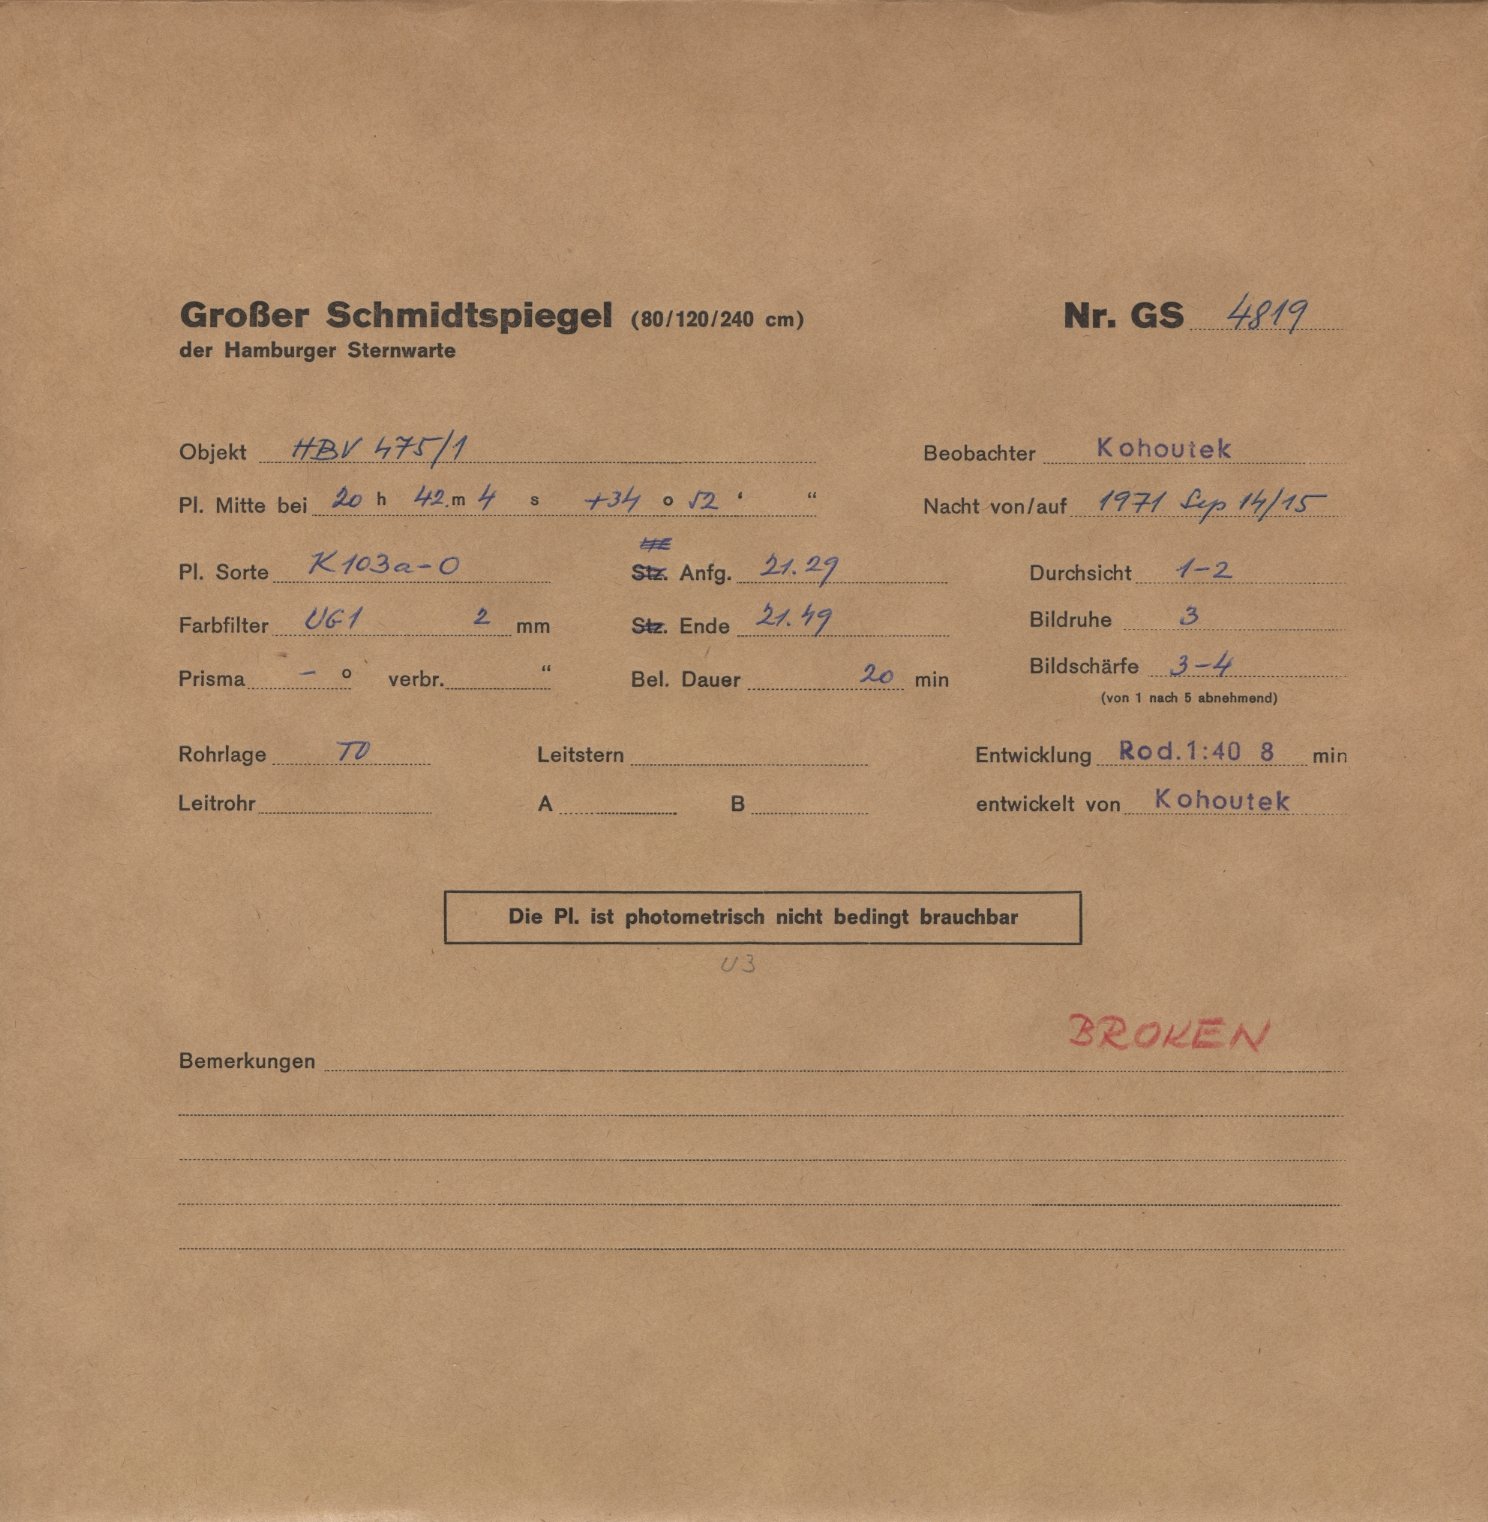 Großer Schmidtspiegel (80/120/240 cm) Nr. GS 4819
der Hamburger Sternwarte
Objekt HBV 475/1 Beobachter Kohoutek
Pl. Mitte bei 20 h 42.m 4 s +34 o 52 ‘ “ Nacht von/auf 1971 Sep 14/15
Pl. Sorte K 103a-O Stz. Anfg. 21.29 Durchsicht 1-2
Farbfilter UG1 2 mm Stz. Ende 21.49 Bildruhe 3
Prisma - o verbr. “ Bel. Dauer 20 min Bildschärfe 3-4
(von 1 nach 5 abnehmend)
Rohrlage TO Leitstern Entwicklung Rod.1:40 8 min
Leitrohr A B entwickelt von Kohoutek
Die Pl. ist photometrisch nicht bedingt brauchbar
U3
BROKEN
Bemerkungen